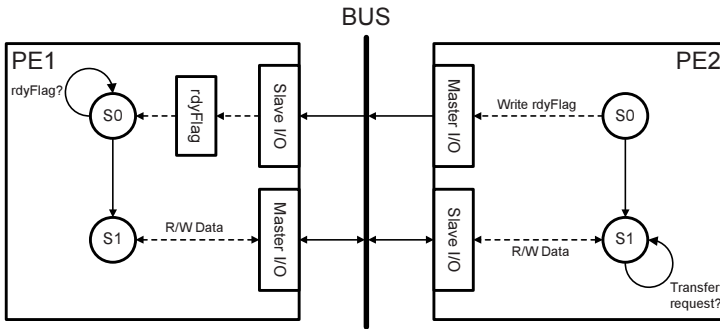 BUS
PE1
PE2
rdyFlag?
S0
rdyFlag
Slave I/O
Master I/O
Write rdyFlag
S0
S1
R/W Data
Master I/O
Slave I/O
R/W Data
S1
Transfer
request?